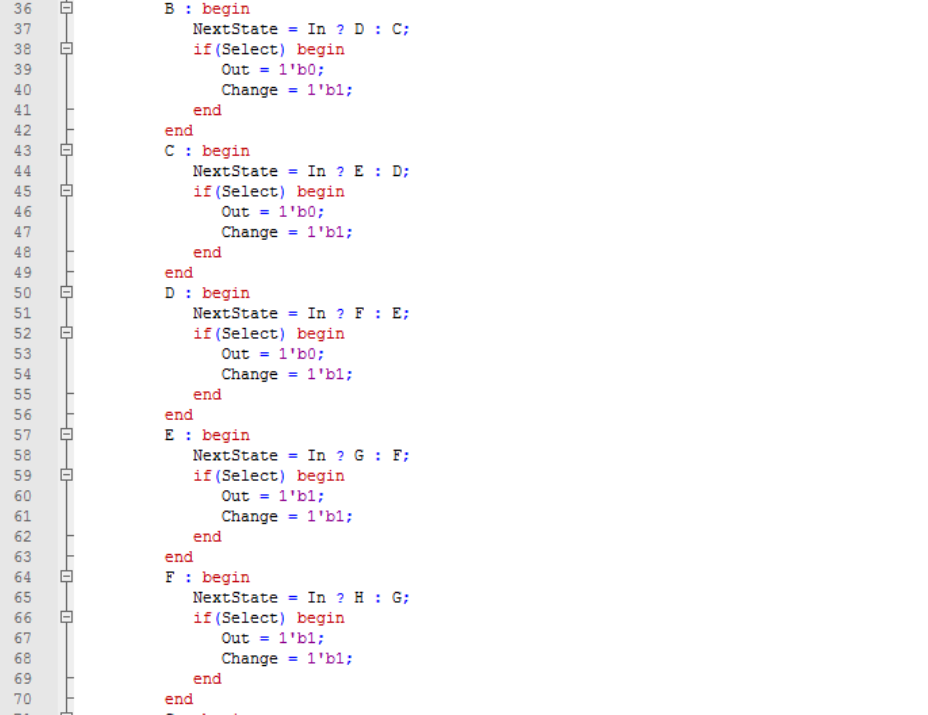 36 B : begin
37 NextState = In ? D : C;
38 if(Select) begin
39 Out = 1'b0;
40 Change = 1'b1;
41 end
42 end
43 C : begin
44 NextState = In ? E : D;
45 if(Select) begin
46 Out = 1'b0;
47 Change = 1'b1;
48 end
49 end
50 D : begin
51 NextState = In ? F : E;
52 if(Select) begin
53 Out = 1'b0;
54 Change = 1'b1;
55 end
56 end
57 E : begin
58 NextState = In ? G : F;
59 if(Select) begin
60 Out = 1'b1;
61 Change = 1'b1;
62 end
63 end
64 F : begin
65 NextState = In ? H : G;
66 if(Select) begin
67 Out = 1'b1;
68 Change = 1'b1;
69 end
70 end